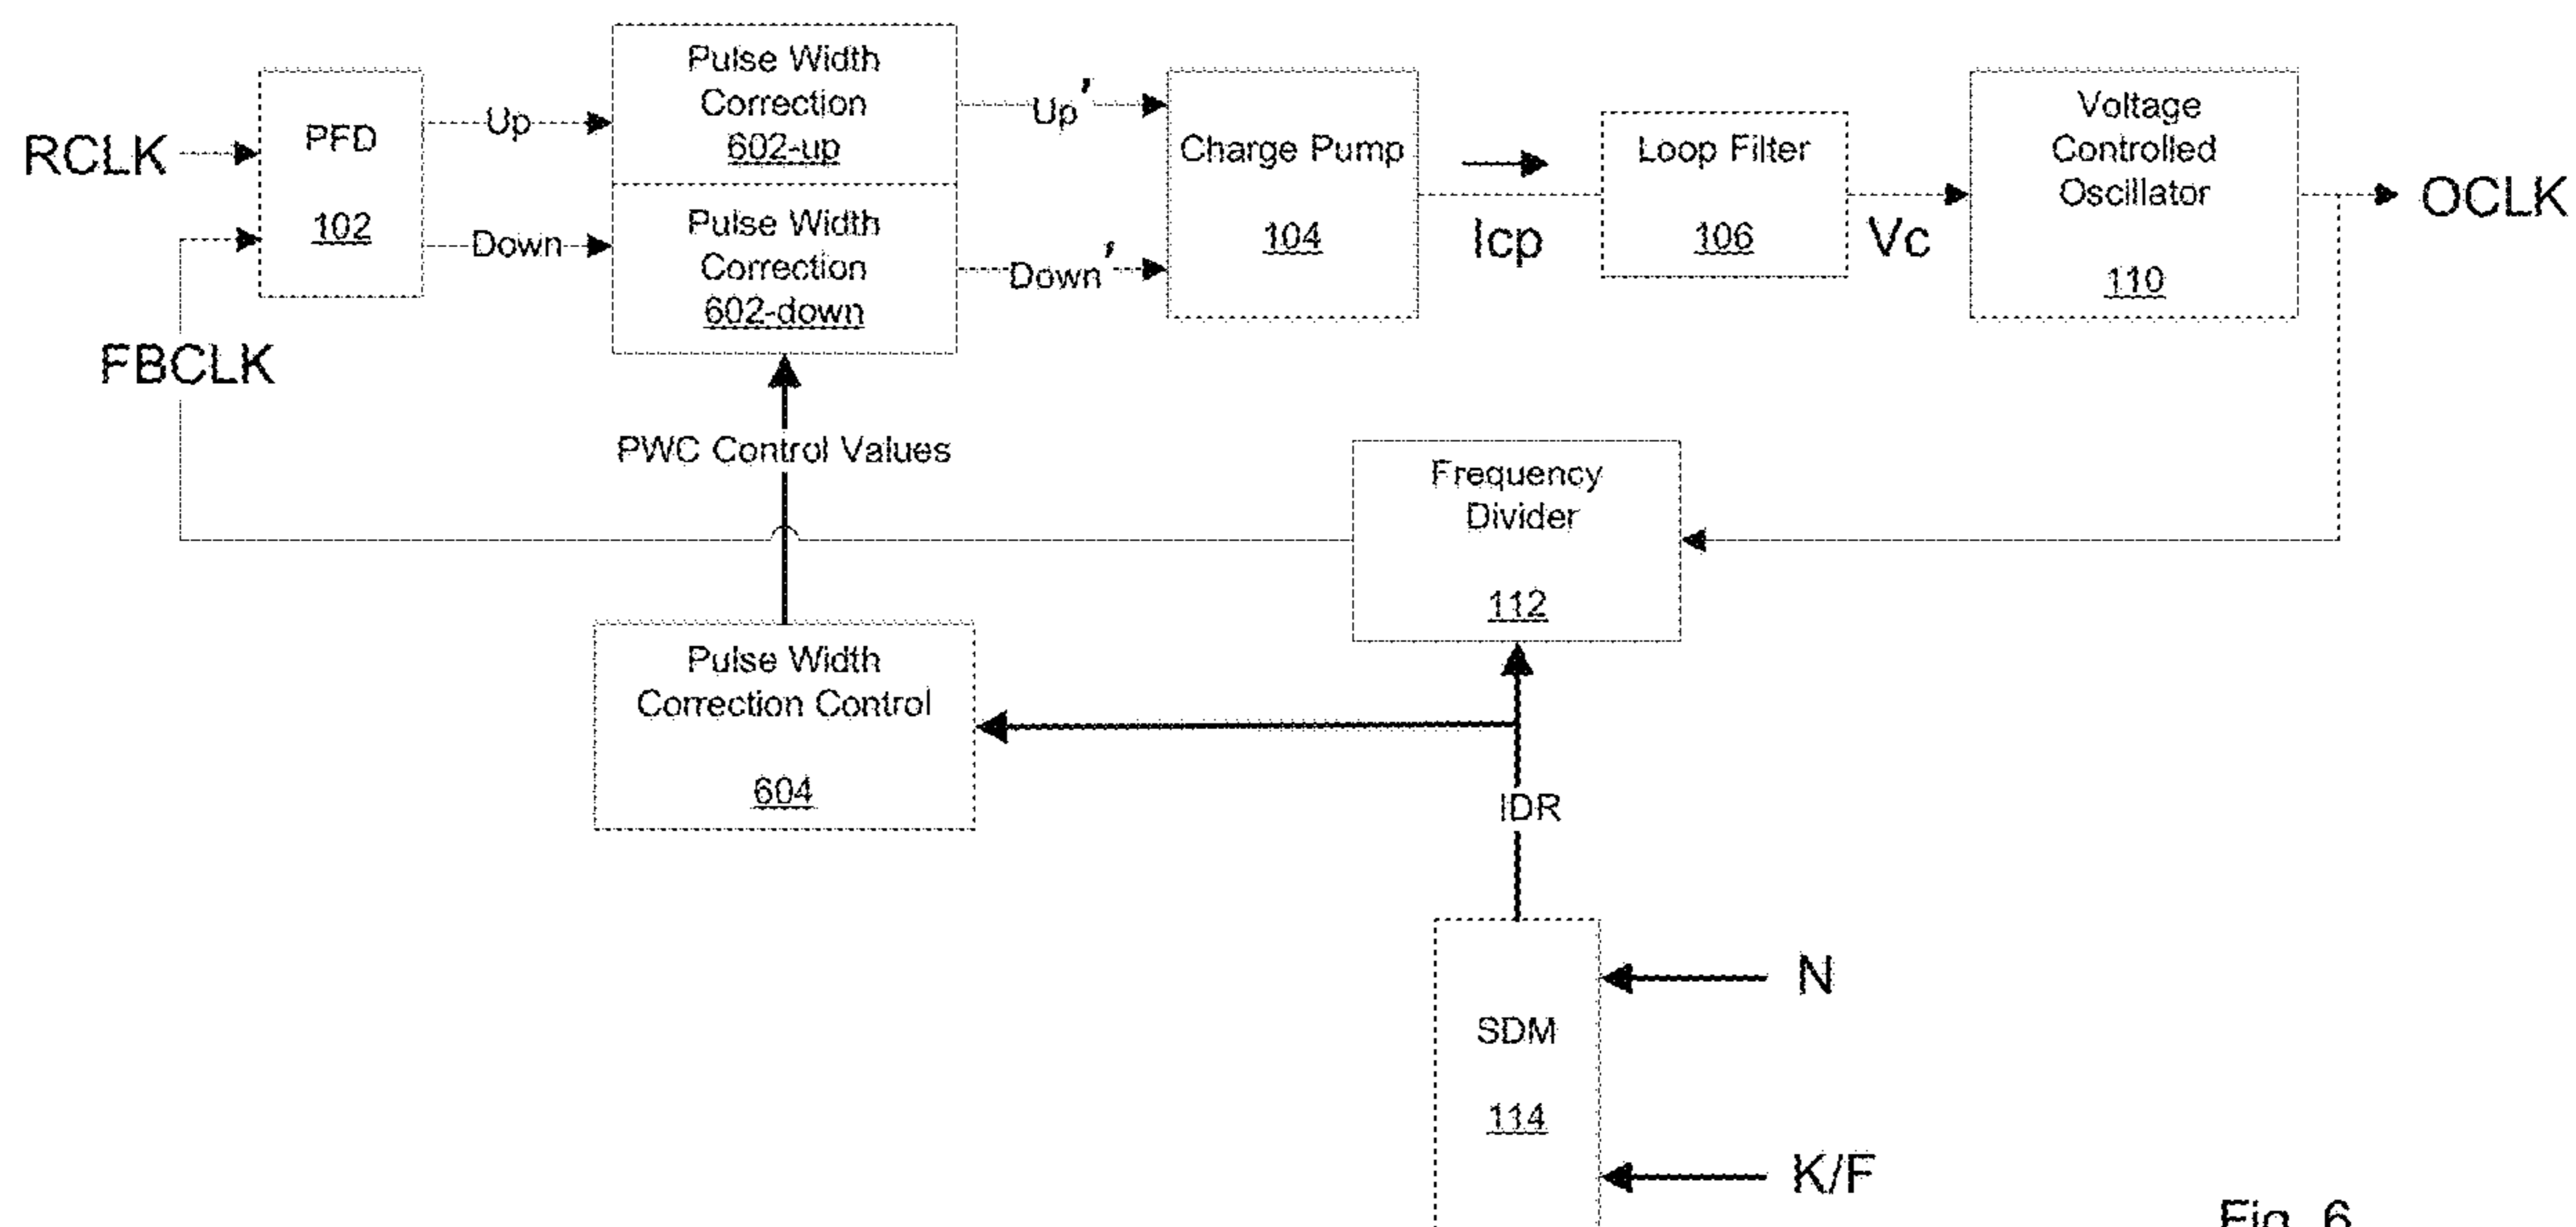 RCLK
FBCLK
PFD
102
Up
Down
Pulse Width
Correction
602-up
Pulse Width
Correction
602-down
Up'
Down'
Charge Pump
104
Icp
Loop Filter
106
Vc
Voltage
Controlled
Oscillator
110
OCLK
PWC Control Values
Frequency
Divider
112
Pulse Width
Correction Control
604
IDR
SDM
114
N
K/F
Fig. 6